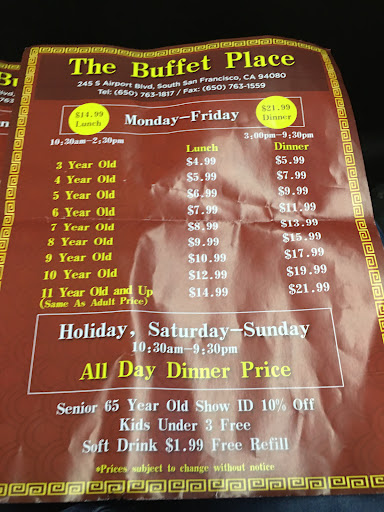 The Buffet Place
245 S Airport Blvd, South San Francisco, CA 94080
Tel: (650) 763-1817 / Fax: (650) 763-1559
$14.99 Lunch
Monday-Friday
$21.99 Dinner
10:30am-2:30pm 3:00pm-9:30pm
Lunch Dinner
3 Year Old $4.99 $5.99
4 Year Old $5.99 $7.99
5 Year Old $6.99 $9.99
6 Year Old $7.99 $11.99
7 Year Old $8.99 $13.99
8 Year Old $9.99 $15.99
9 Year Old $10.99 $17.99
10 Year Old $12.99 $19.99
11 Year Old and Up $14.99 $21.99
(Same As Adult Price)
Holiday, Saturday-Sunday
10:30am-9:30pm
All Day Dinner Price
Senior 65 Year Old Show ID 10% Off
Kids Under 3 Free
Soft Drink $1.99 Free Refill
*Prices subject to change without notice